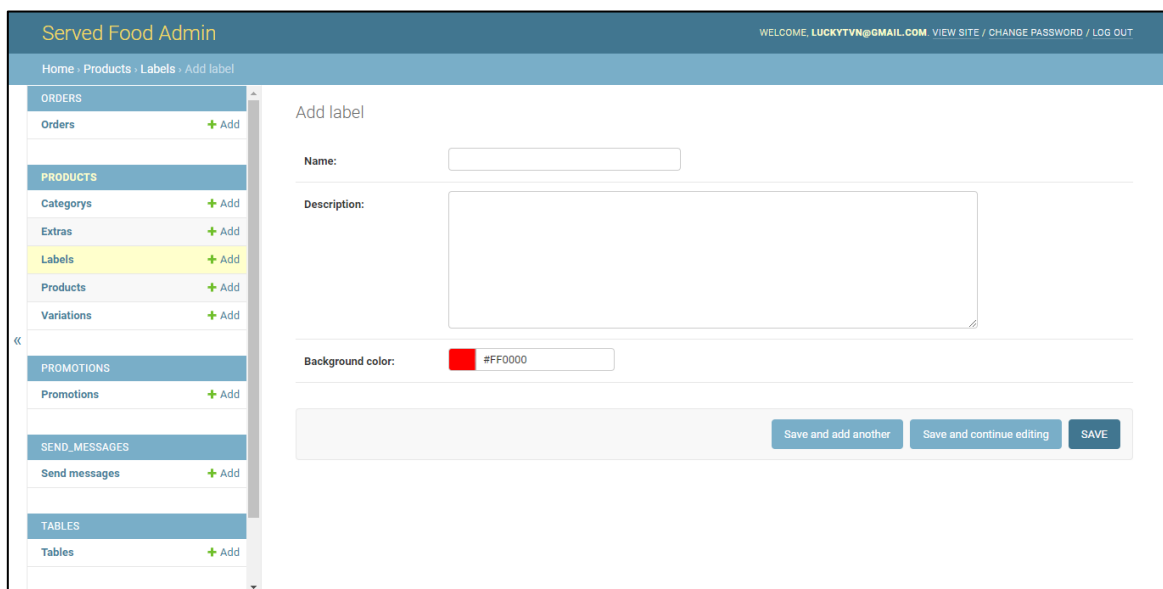 Served Food Admin
WELCOME, LUCKYTVN@GMAIL.COM. VIEW SITE / CHANGE PASSWORD / LOG OUT
Home › Products › Labels › Add label
ORDERS
Orders + Add
PRODUCTS
Categorys + Add
Extras + Add
Labels + Add
Products + Add
Variations + Add
«
PROMOTIONS
Promotions + Add
SEND_MESSAGES
Send messages + Add
TABLES
Tables + Add
Add label
Name:
Description:
Background color: #FF0000
Save and add another Save and continue editing SAVE